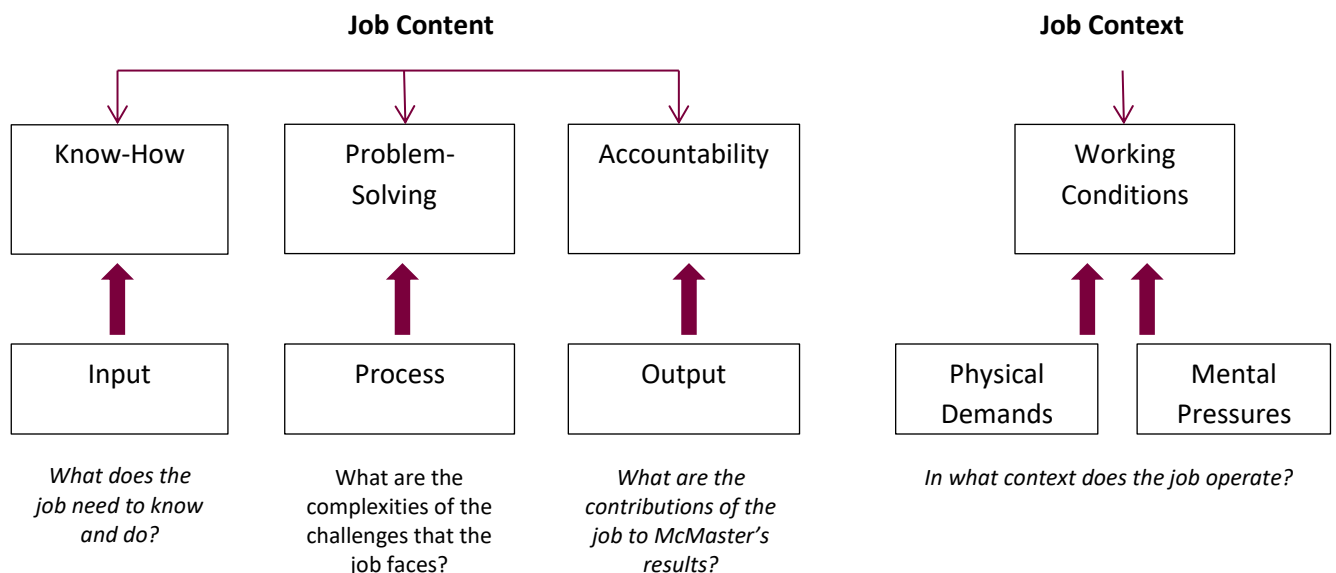 Job Content
Job Context
Know-How
Problem-
Solving
Accountability
Working
Conditions
Input
Process
Output
Physical
Demands
Mental
Pressures
What does the
job need to know
and do?
What are the
complexities of the
challenges that the
job faces?
What are the
contributions of the
job to McMaster’s
results?
In what context does the job operate?